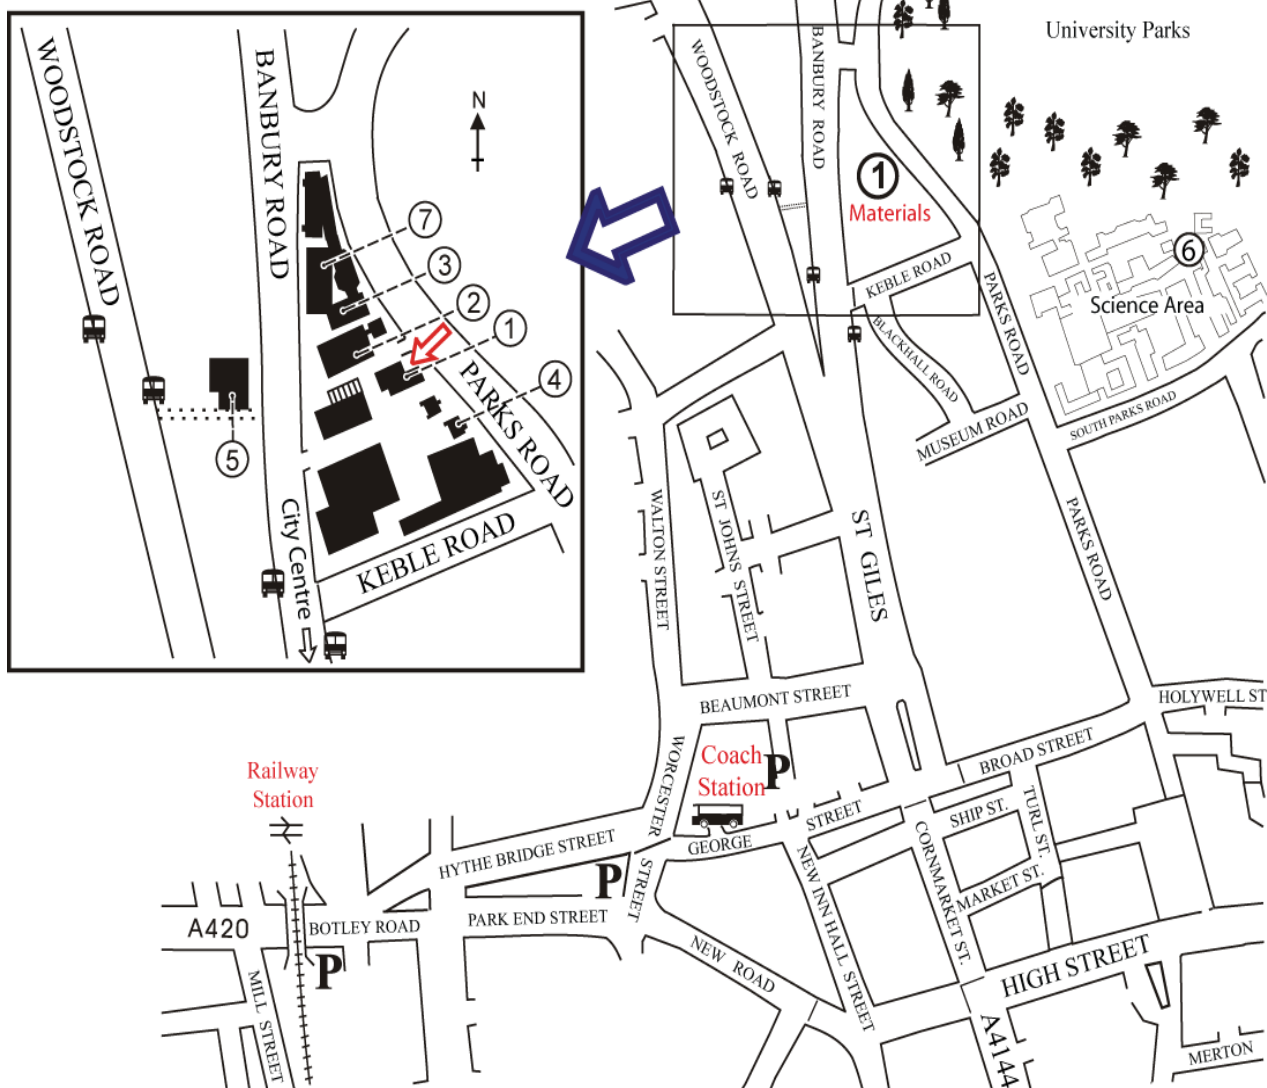 WOODSTOCK ROAD
BANBURY ROAD
N
7
3
2
1
4
5
PARKS ROAD
City Centre
KEBLE ROAD
WOODSTOCK ROAD
BANBURY ROAD
University Parks
1
Materials
6
Science Area
KEBLE ROAD
PARKS ROAD
BLACKHALL ROAD
MUSEUM ROAD
SOUTH PARKS ROAD
WALTON STREET
ST JOHNS STREET
ST GILES
PARKS ROAD
BEAUMONT STREET
HOLYWELL ST
WORCESTER
STREET
Coach
Station
P
BROAD STREET
Railway
Station
GEORGE
STREET
SHIP ST.
TURL ST.
HYTHE BRIDGE STREET
P
CORNMARKET ST.
MARKET ST.
NEW INN HALL STREET
A420
BOTLEY ROAD
PARK END STREET
P
NEW ROAD
HIGH STREET
MILL STREET
A4144
MERTON